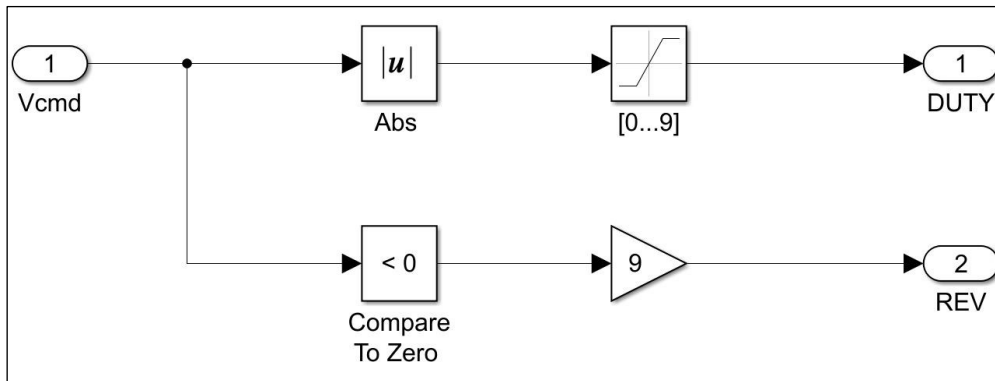 1
Vcmd
|u|
Abs
[0...9]
1
DUTY
< 0
Compare
To Zero
9
2
REV